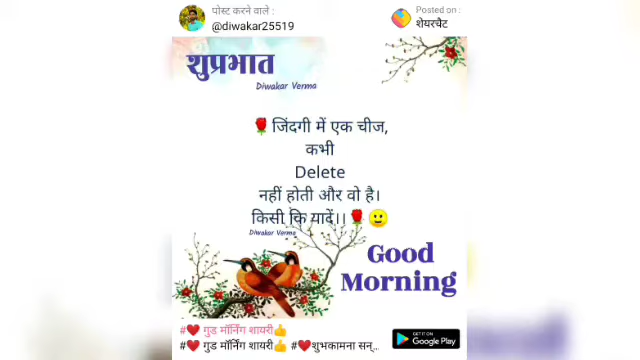 पोस्ट करने वाले :
@diwakar25519
Posted on :
शेयरचैट
शुप्रभात
Diwakar Verma
🌹जिंदगी में एक चीज,
कभी
Delete
नहीं होती और वो है।
किसी कि यादें।।🌹🙂
Diwakar Verma
Good
Morning
#❤️ गुड मॉर्निंग शायरी👍
#❤️ गुड मॉर्निंग शायरी👍 #❤️शुभकामना सन्...
GET IT ON
Google Play